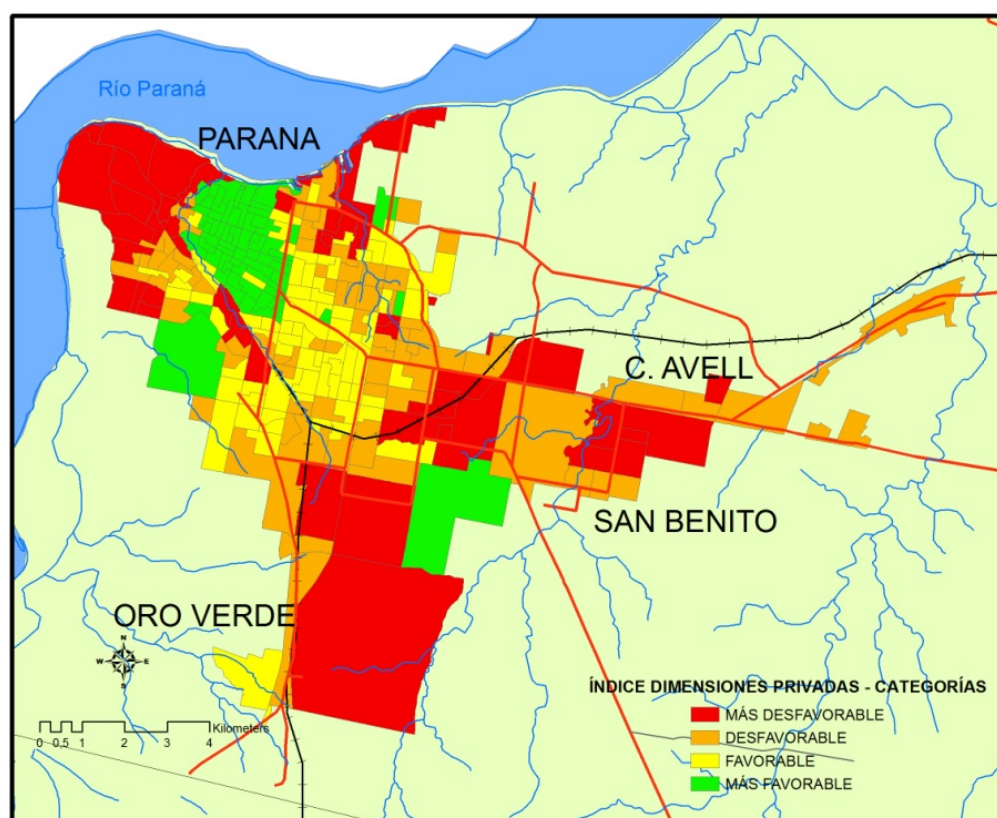 Río Paraná
PARANA
C. AVELL
SAN BENITO
ORO VERDE
N
W E
S
ÍNDICE DIMENSIONES PRIVADAS - CATEGORÍAS
MÁS DESFAVORABLE
DESFAVORABLE
FAVORABLE
MÁS FAVORABLE
Kilometers
0 0,5 1 2 3 4